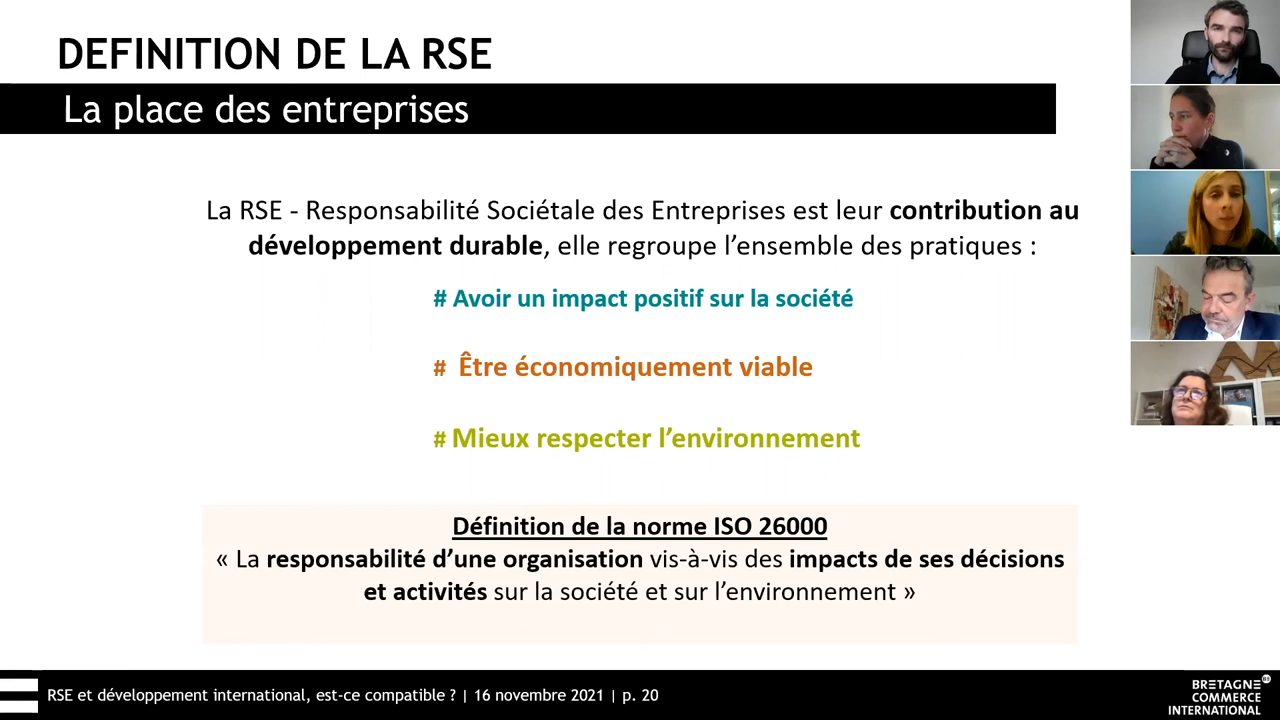 DEFINITION DE LA RSE
La place des entreprises
La RSE - Responsabilité Sociétale des Entreprises est leur contribution au
développement durable, elle regroupe l’ensemble des pratiques :
# Avoir un impact positif sur la société
# Être économiquement viable
# Mieux respecter l’environnement
Définition de la norme ISO 26000
« La responsabilité d’une organisation vis-à-vis des impacts de ses décisions
et activités sur la société et sur l’environnement »
RSE et développement international, est-ce compatible ? | 16 novembre 2021 | p. 20
BRETAGNE
COMMERCE
INTERNATIONAL